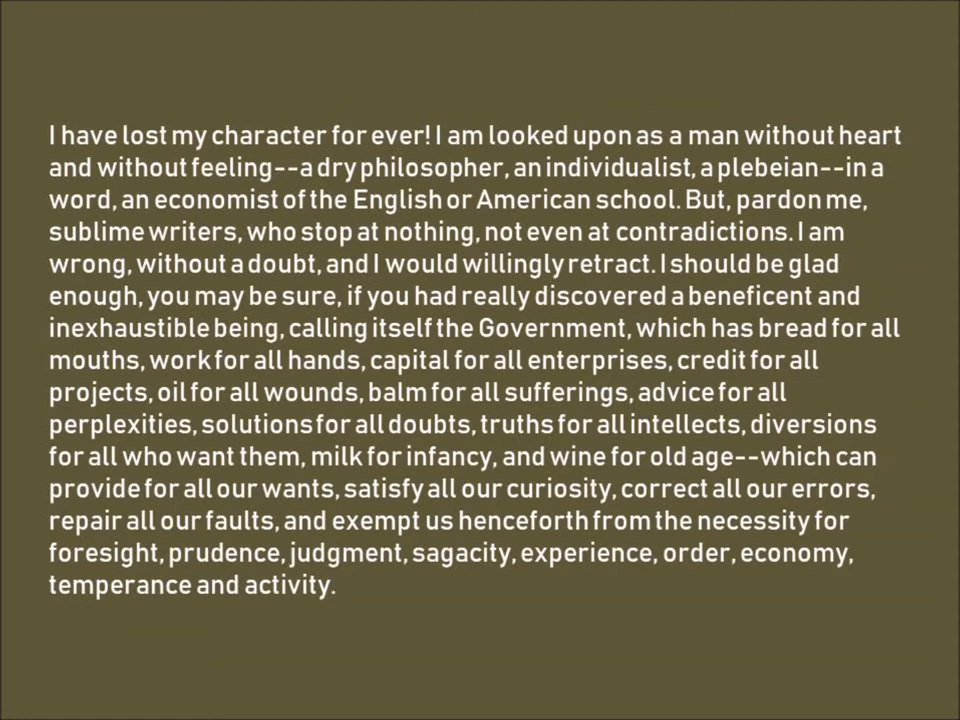 I have lost my character for ever! I am looked upon as a man without heart
and without feeling--a dry philosopher, an individualist, a plebeian--in a
word, an economist of the English or American school. But, pardon me,
sublime writers, who stop at nothing, not even at contradictions. I am
wrong, without a doubt, and I would willingly retract. I should be glad
enough, you may be sure, if you had really discovered a beneficent and
inexhaustible being, calling itself the Government, which has bread for all
mouths, work for all hands, capital for all enterprises, credit for all
projects, oil for all wounds, balm for all sufferings, advice for all
perplexities, solutions for all doubts, truths for all intellects, diversions
for all who want them, milk for infancy, and wine for old age--which can
provide for all our wants, satisfy all our curiosity, correct all our errors,
repair all our faults, and exempt us henceforth from the necessity for
foresight, prudence, judgment, sagacity, experience, order, economy,
temperance and activity.